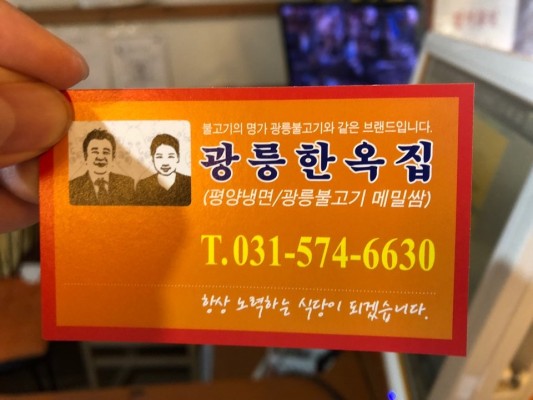 불고기의 명가 광릉불고기와 같은 브랜드입니다.
광릉한옥집
(평양냉면/광릉불고기 메밀쌈)
T.031-574-6630
항상 노력하는 식당이 되겠습니다.